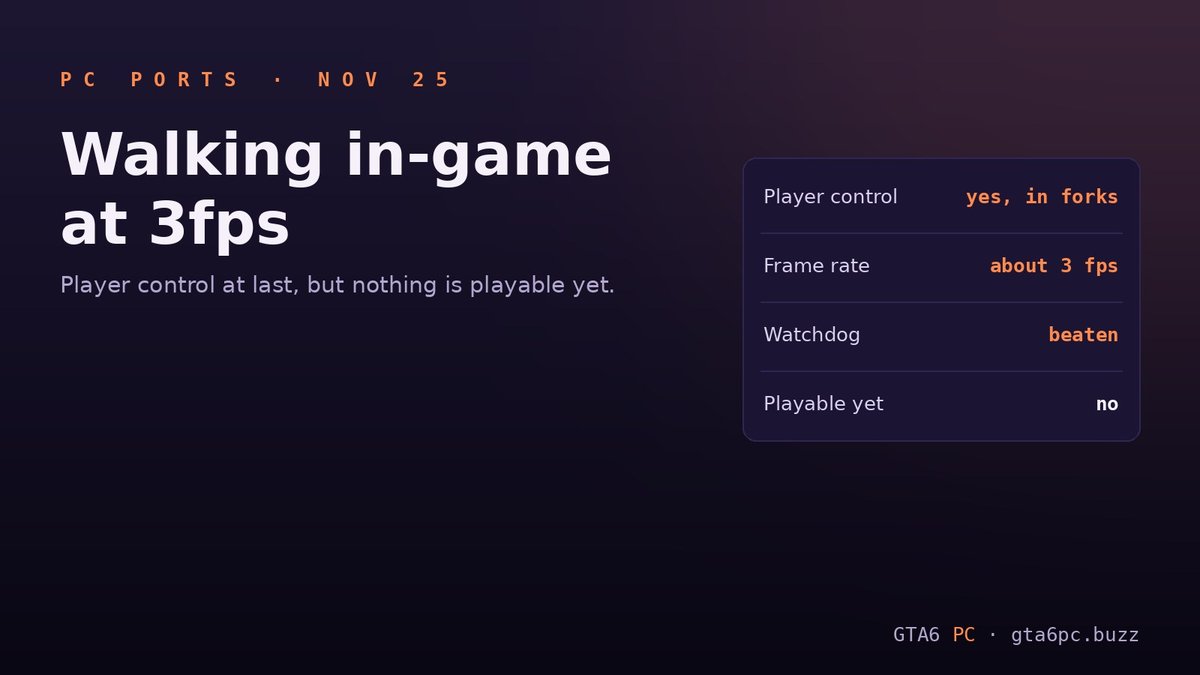 PC PORTS · NOV 25
Walking in-game
at 3fps
Player control at last, but nothing is playable yet.
Player control yes, in forks
Frame rate about 3 fps
Watchdog beaten
Playable yet no
GTA6 PC · gta6pc.buzz